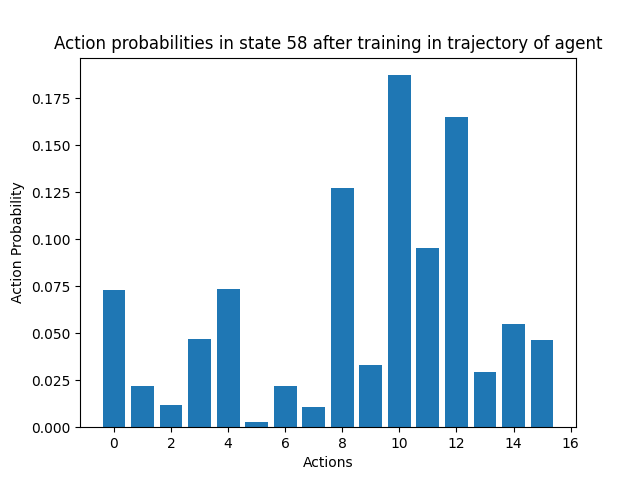 Action probabilities in state 58 after training in trajectory of agent
0.175
0.150
0.125
0.100
0.075
0.050
0.025
0.000
Action Probability
0 2 4 6 8 10 12 14 16
Actions